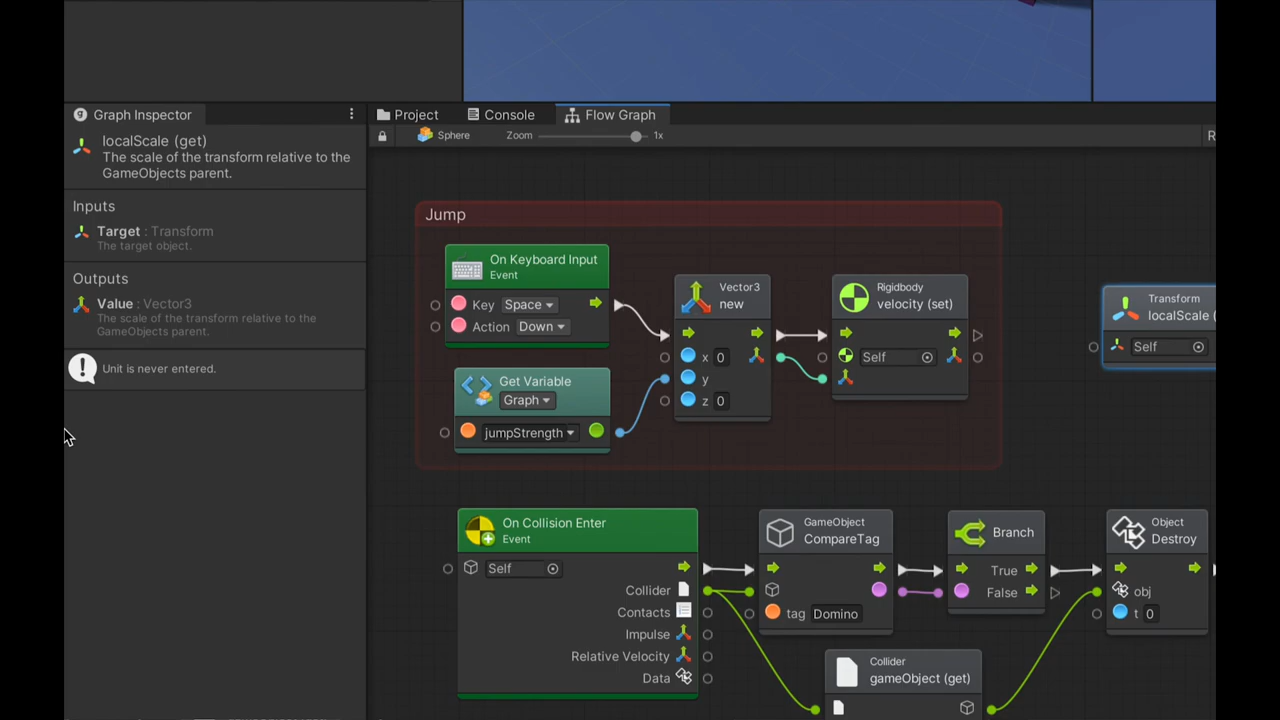 Graph Inspector
Project
Console
Flow Graph
Sphere
Zoom
1x
R
localScale (get)
The scale of the transform relative to the
GameObjects parent.
Inputs
Target : Transform
The target object.
Outputs
Value : Vector3
The scale of the transform relative to the
GameObjects parent.
Unit is never entered.
Jump
On Keyboard Input
Event
Key Space
Action Down
Get Variable
Graph
jumpStrength
Vector3
new
x 0
y
z 0
Rigidbody
velocity (set)
Self
Transform
localScale (
Self
On Collision Enter
Event
Self
Collider
Contacts
Impulse
Relative Velocity
Data
GameObject
CompareTag
tag Domino
Branch
True
False
Object
Destroy
obj
t 0
Collider
gameObject (get)